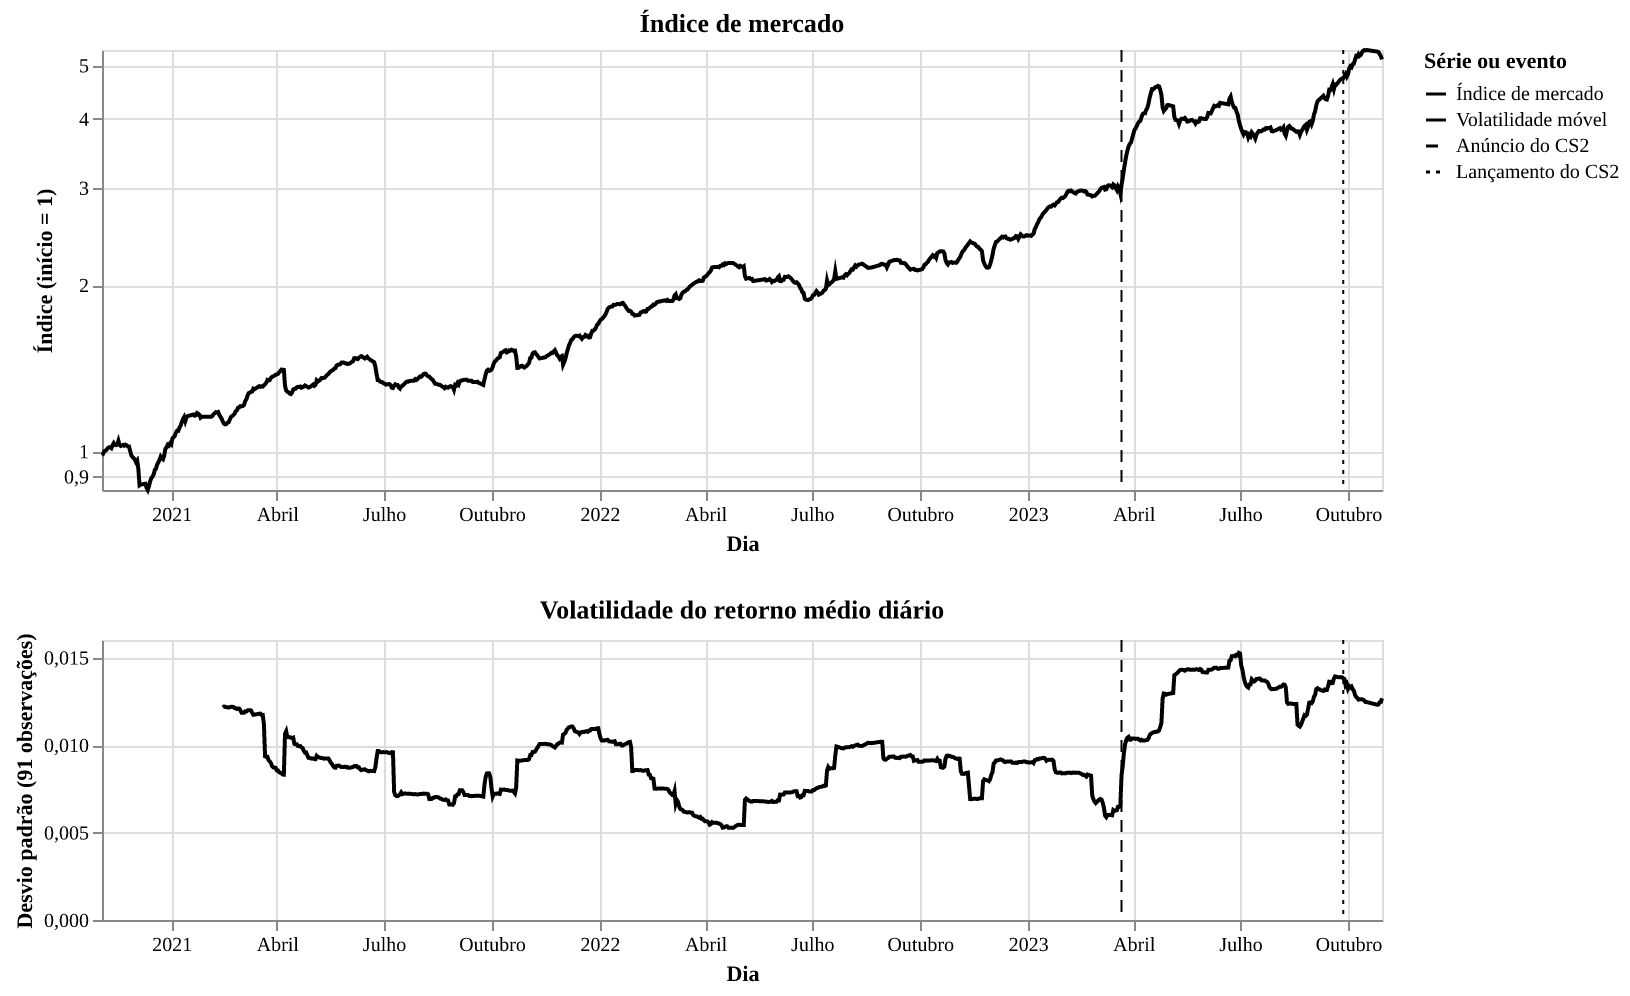 Índice de mercado
Índice (início = 1)
5
4
3
2
1
0,9
2021 Abril Julho Outubro 2022 Abril Julho Outubro 2023 Abril Julho Outubro
Dia
Série ou evento
Índice de mercado
Volatilidade móvel
Anúncio do CS2
Lançamento do CS2
Volatilidade do retorno médio diário
Desvio padrão (91 observações)
0,015
0,010
0,005
0,000
2021 Abril Julho Outubro 2022 Abril Julho Outubro 2023 Abril Julho Outubro
Dia